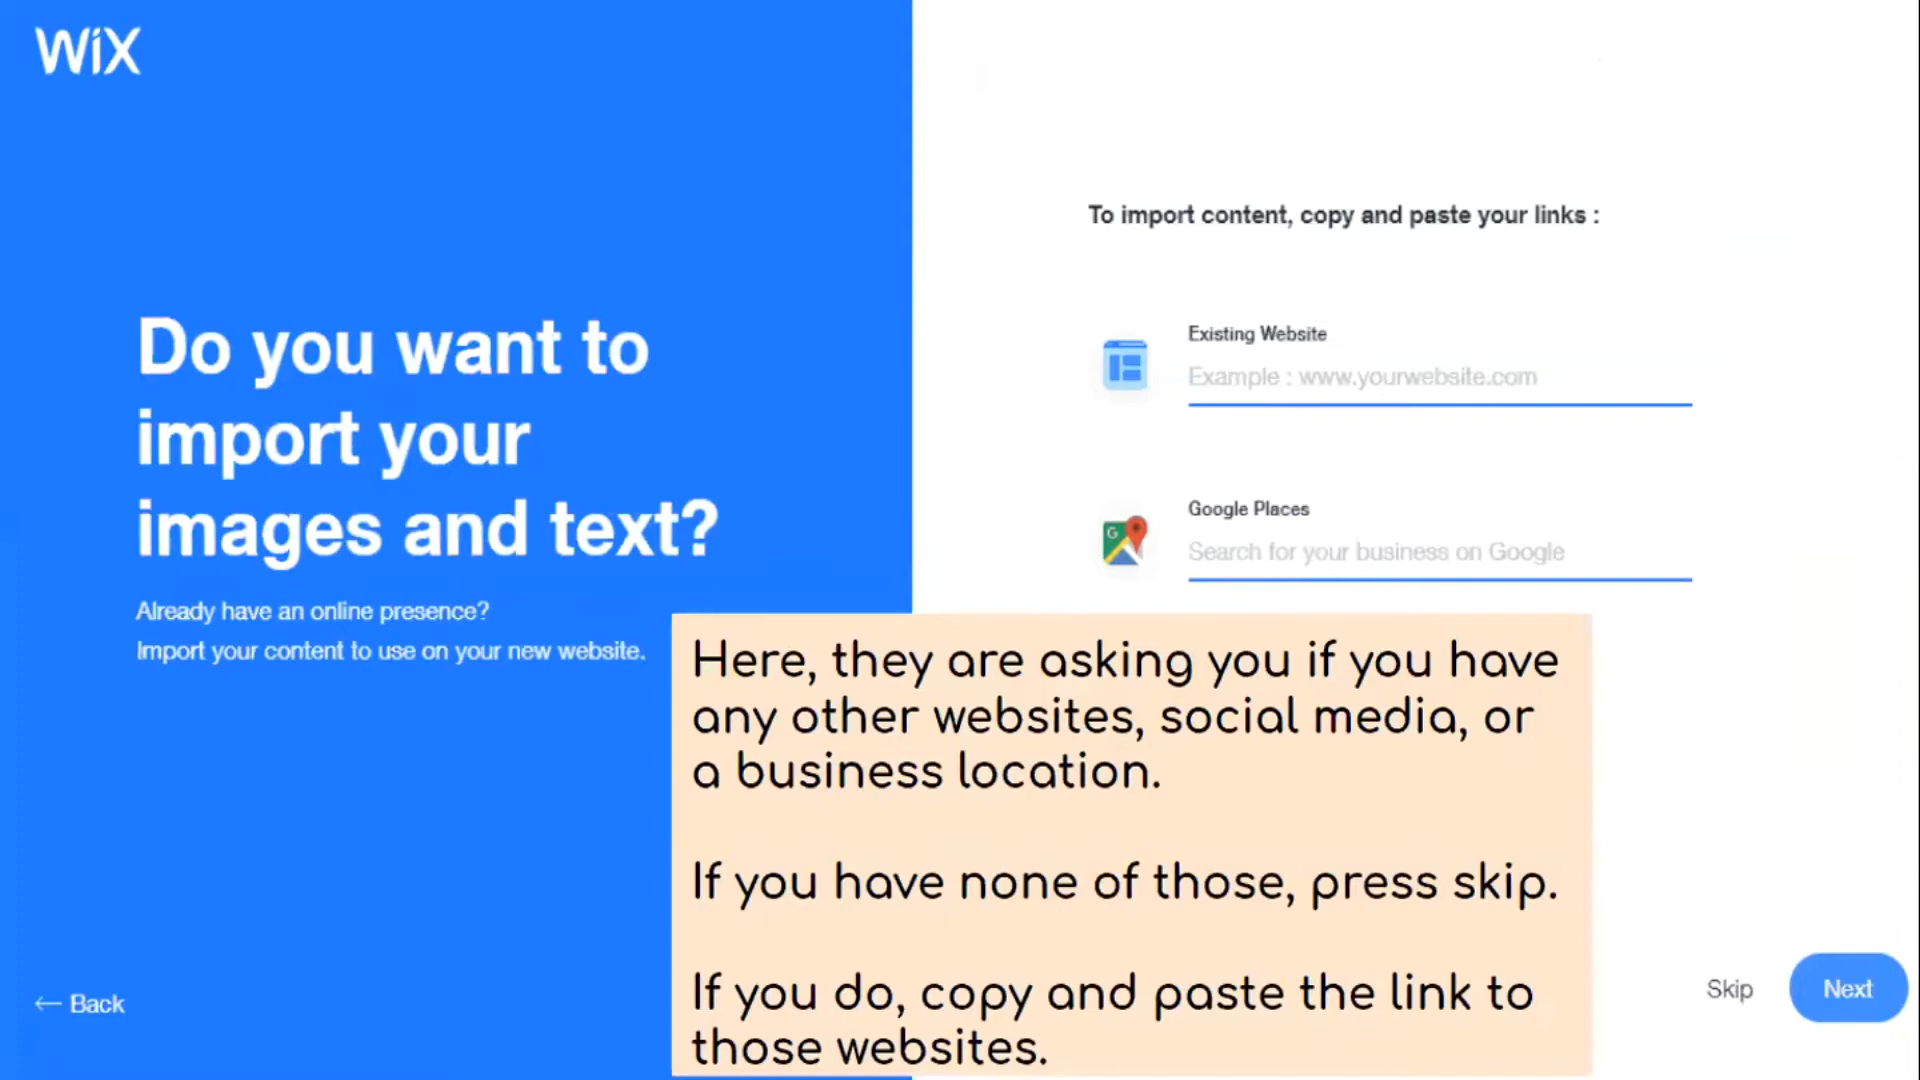 WiX
Do you want to
import your
images and text?
Already have an online presence?
Import your content to use on your new website.
← Back
To import content, copy and paste your links :
Existing Website
Example : www.yourwebsite.com
G
Google Places
Search for your business on Google
Here, they are asking you if you have
any other websites, social media, or
a business location.
If you have none of those, press skip.
If you do, copy and paste the link to
those websites.
Skip
Next